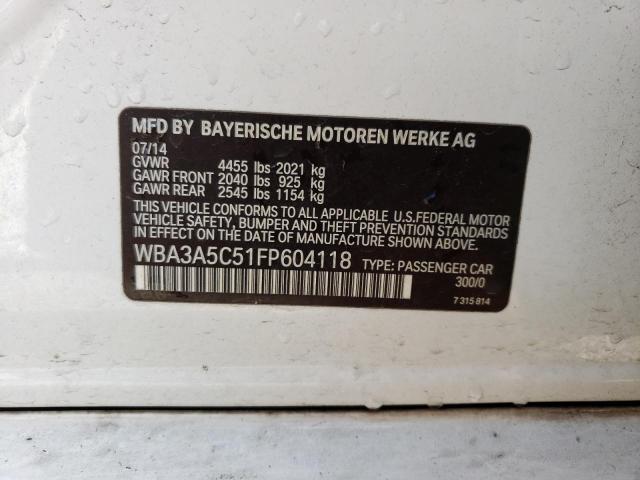 MFD BY BAYERISCHE MOTOREN WERKE AG
07/14
GVWR 4455 lbs 2021 kg
GAWR FRONT 2040 lbs 925 kg
GAWR REAR 2545 lbs 1154 kg
THIS VEHICLE CONFORMS TO ALL APPLICABLE U.S.FEDERAL MOTOR
VEHICLE SAFETY, BUMPER AND THEFT PREVENTION STANDARDS
IN EFFECT ON THE DATE OF MANUFACTURE SHOWN ABOVE.
WBA3A5C51FP604118 TYPE: PASSENGER CAR
300/0
7 315 814